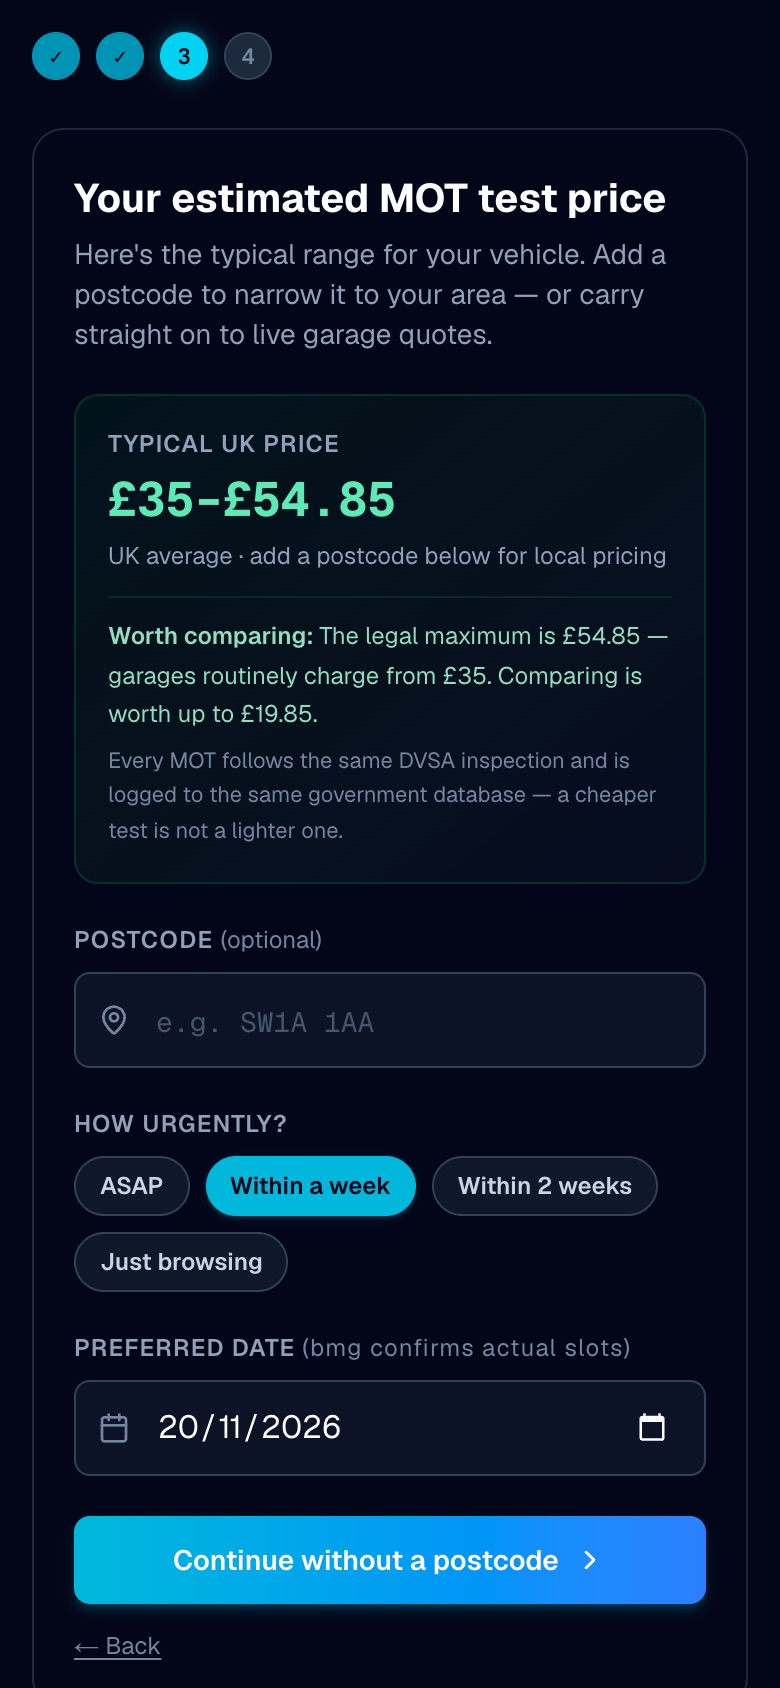 ✓ ✓ 3 4
Your estimated MOT test price
Here's the typical range for your vehicle. Add a
postcode to narrow it to your area — or carry
straight on to live garage quotes.
TYPICAL UK PRICE
£35–£54.85
UK average · add a postcode below for local pricing
Worth comparing: The legal maximum is £54.85 —
garages routinely charge from £35. Comparing is
worth up to £19.85.
Every MOT follows the same DVSA inspection and is
logged to the same government database — a cheaper
test is not a lighter one.
POSTCODE (optional)
e.g. SW1A 1AA
HOW URGENTLY?
ASAP Within a week Within 2 weeks
Just browsing
PREFERRED DATE (bmg confirms actual slots)
20/11/2026
Continue without a postcode >
← Back